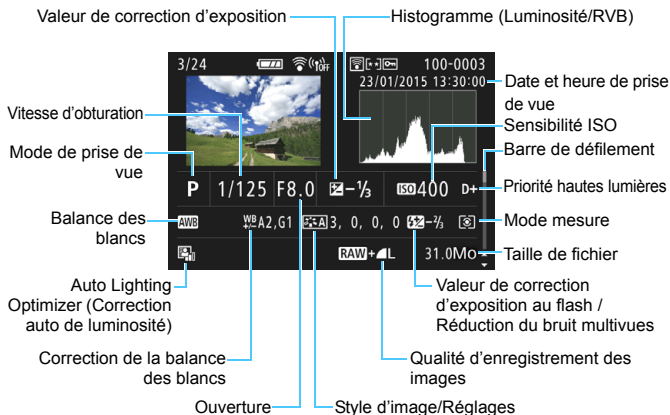 Valeur de correction d'exposition
Histogramme (Luminosité/RVB)
3/24
OFF
100-0003
23/01/2015 13:30:00
Date et heure de prise
de vue
Vitesse d'obturation
Sensibilité ISO
Mode de prise de
vue
Barre de défilement
P 1/125 F8.0 -⅓ ISO 400 D+
Priorité hautes lumières
Balance des
blancs
AWB WB +/- A2,G1 A 3, 0, 0, 0 -⅔
Mode mesure
RAW+L 31.0Mo
Taille de fichier
Auto Lighting
Optimizer (Correction
auto de luminosité)
Valeur de correction
d'exposition au flash /
Réduction du bruit multivues
Correction de la balance
des blancs
Qualité d'enregistrement des
images
Ouverture
Style d'image/Réglages